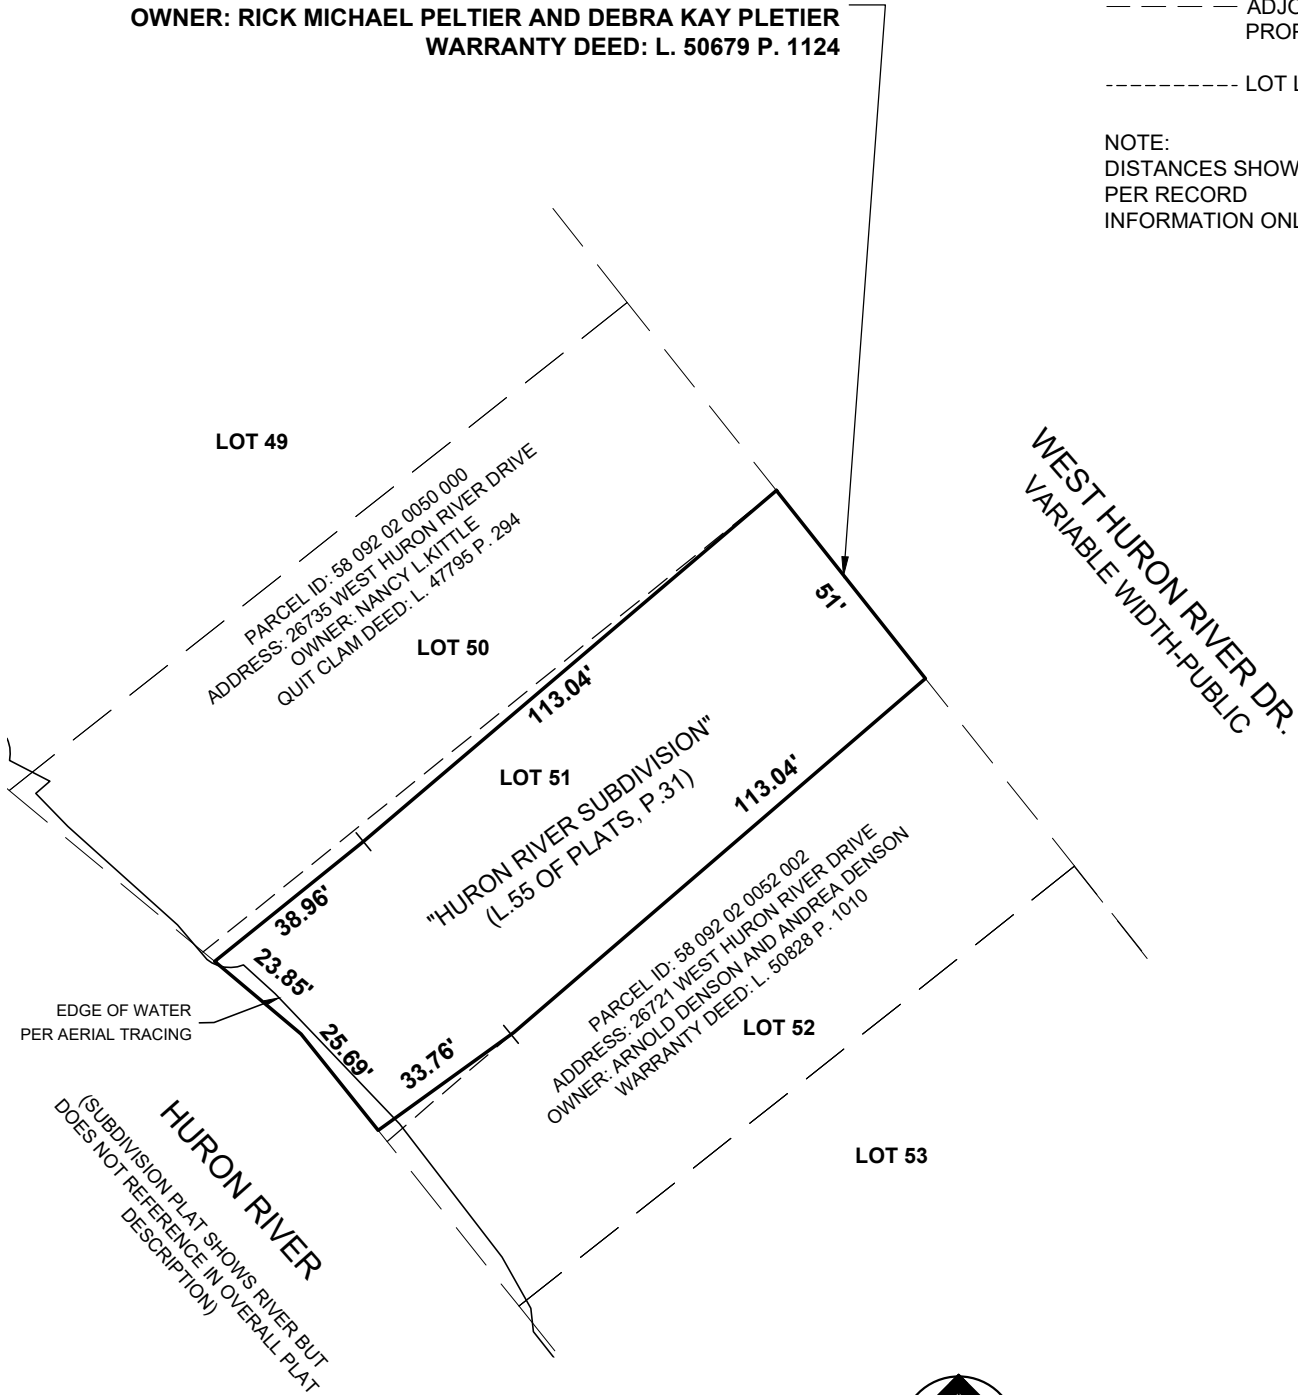 OWNER: RICK MICHAEL PELTIER AND DEBRA KAY PLETIER
WARRANTY DEED: L. 50679 P. 1124
NOTE:
PER RECORD
LOT 49
PARCEL ID: 58 092 02 0050 000
ADDRESS: 26735 WEST HURON RIVER DRIVE
OWNER: NANCY L.KITTLE
QUIT CLAM DEED: L. 47795 P. 294
LOT 50
WEST HURON RIVER DR.
VARIABLE WIDTH-PUBLIC
51'
113.04'
LOT 51
"HURON RIVER SUBDIVISION"
(L.55 OF PLATS, P.31)
113.04'
38.96'
23.85'
25.69'
33.76'
EDGE OF WATER
PER AERIAL TRACING
PARCEL ID: 58 092 02 0052 002
ADDRESS: 26721 WEST HURON RIVER DRIVE
OWNER: ARNOLD DENSON AND ANDREA DENSON
WARRANTY DEED: L. 50828 P. 1010
LOT 52
LOT 53
HURON RIVER
(SUBDIVISION PLAT SHOWS RIVER BUT
DOES NOT REFERENCE IN OVERALL PLAT
DESCRIPTION)
DISTANCES
INFORMATION
LOT